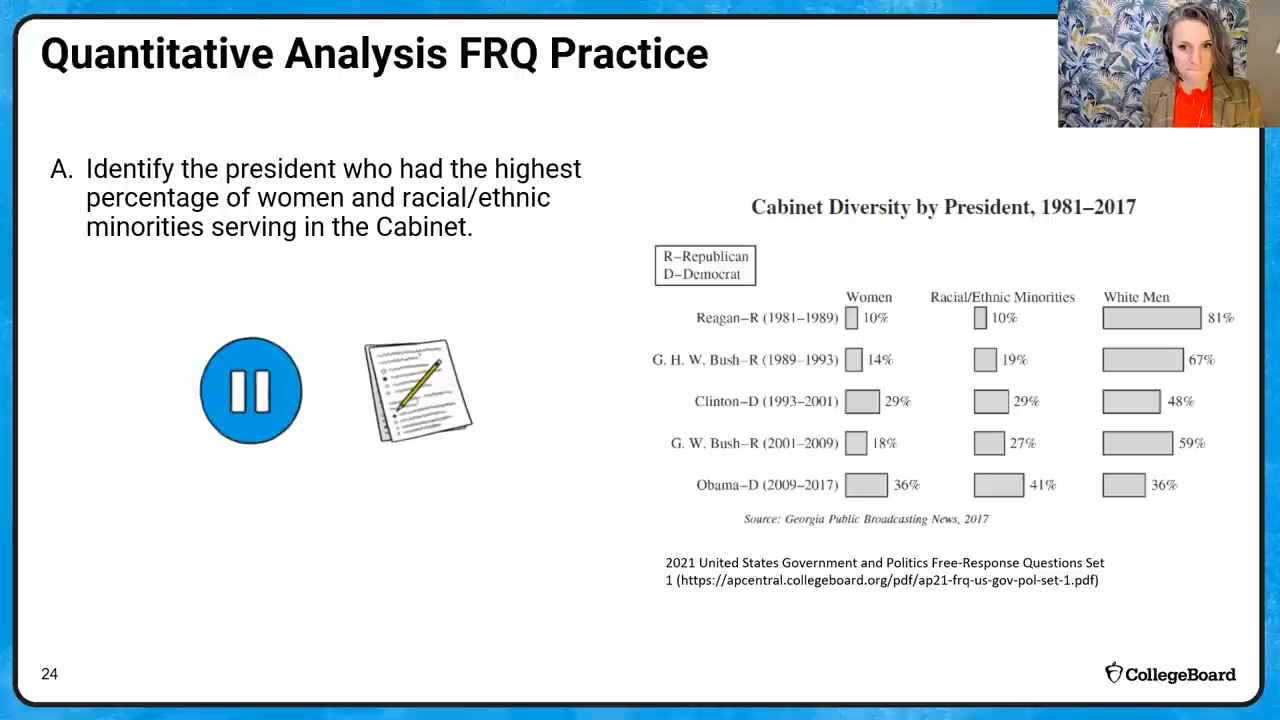 Quantitative Analysis FRQ Practice
A. Identify the president who had the highest
percentage of women and racial/ethnic
minorities serving in the Cabinet.
Cabinet Diversity by President, 1981–2017
R–Republican
D–Democrat
Women Racial/Ethnic Minorities White Men
Reagan–R (1981–1989) 10% 10% 81%
G. H. W. Bush–R (1989–1993) 14% 19% 67%
Clinton–D (1993–2001) 29% 29% 48%
G. W. Bush–R (2001–2009) 18% 27% 59%
Obama–D (2009–2017) 36% 41% 36%
Source: Georgia Public Broadcasting News, 2017
2021 United States Government and Politics Free-Response Questions Set
1 (https://apcentral.collegeboard.org/pdf/ap21-frq-us-gov-pol-set-1.pdf)
24
CollegeBoard